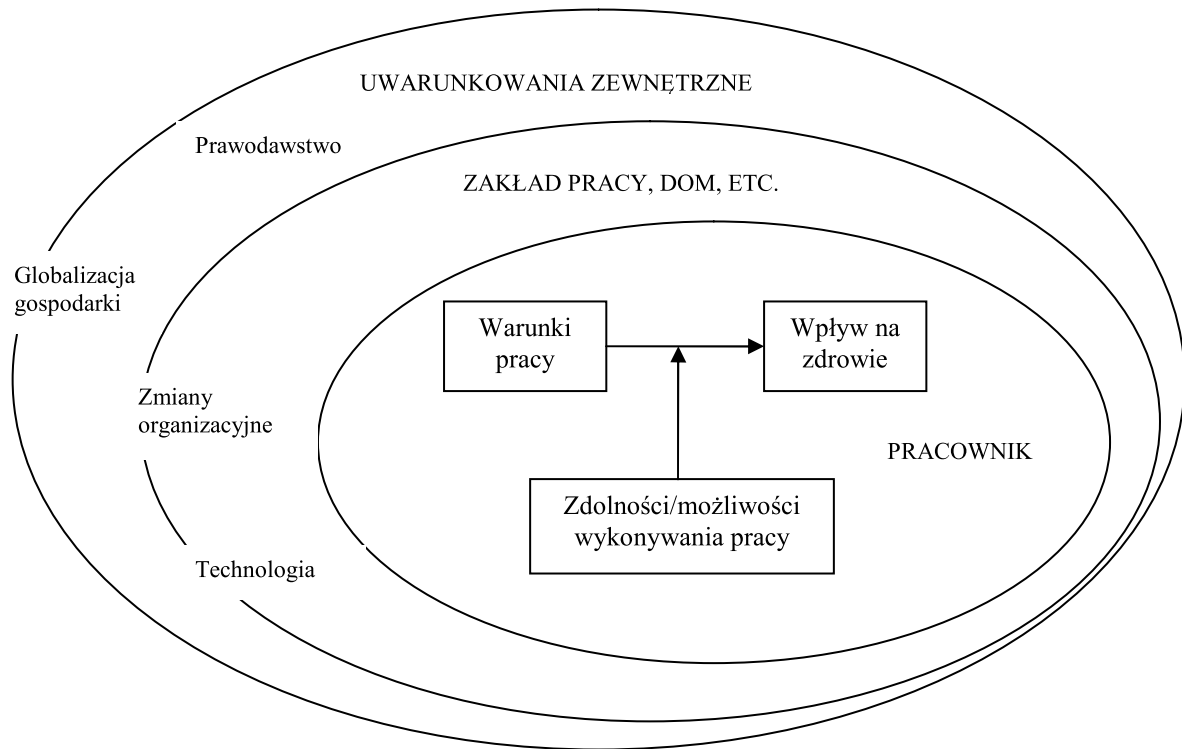 UWARUNKOWANIA ZEWNĘTRZNE
Prawodawstwo
ZAKŁAD PRACY, DOM, ETC.
Globalizacja
gospodarki
Warunki
pracy
Wpływ na
zdrowie
Zmiany
organizacyjne
PRACOWNIK
Zdolności/możliwości
wykonywania pracy
Technologia